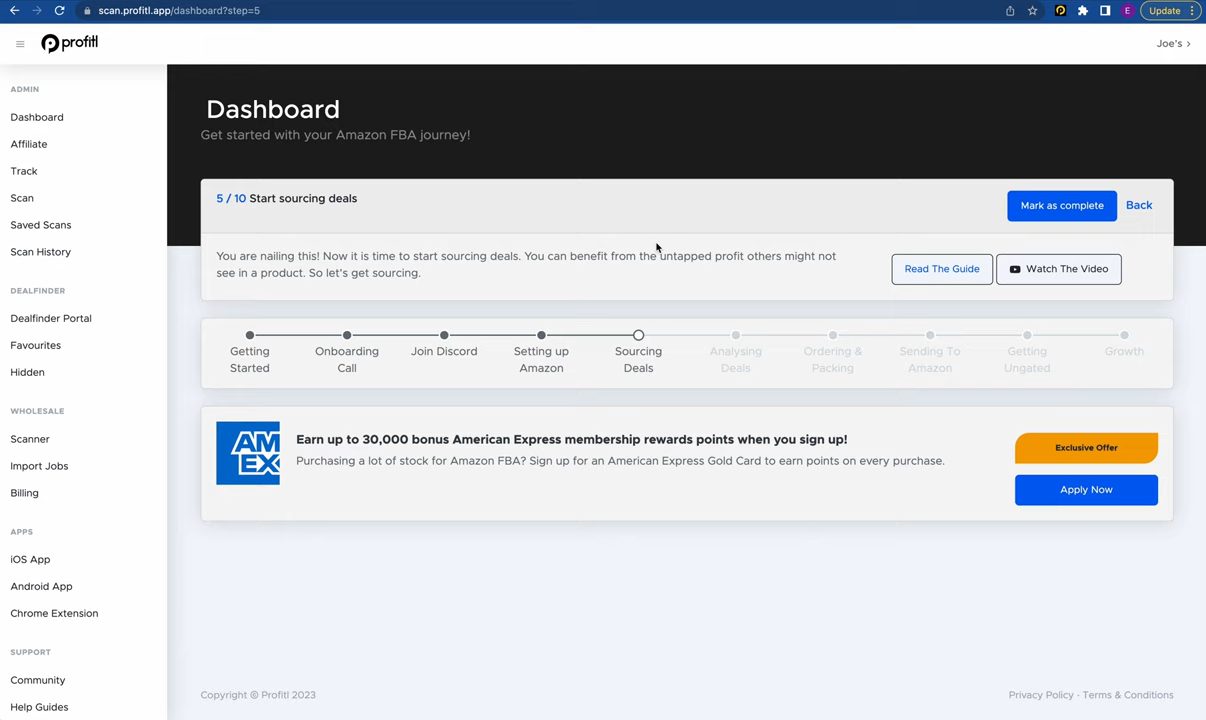 scan.profitl.app/dashboard?step=5
E
Update
profitl
Joe's
ADMIN
Dashboard
Affiliate
Track
Scan
Saved Scans
Scan History
DEALFINDER
Dealfinder Portal
Favourites
Hidden
WHOLESALE
Scanner
Import Jobs
Billing
APPS
iOS App
Android App
Chrome Extension
SUPPORT
Community
Help Guides
Dashboard
Get started with your Amazon FBA journey!
5 / 10 Start sourcing deals
Mark as complete
Back
You are nailing this! Now it is time to start sourcing deals. You can benefit from the untapped profit others might not
see in a product. So let's get sourcing.
Read The Guide
Watch The Video
Getting
Started
Onboarding
Call
Join Discord
Setting up
Amazon
Sourcing
Deals
Analysing
Deals
Ordering &
Packing
Sending To
Amazon
Getting
Ungated
Growth
AM
EX
Earn up to 30,000 bonus American Express membership rewards points when you sign up!
Purchasing a lot of stock for Amazon FBA? Sign up for an American Express Gold Card to earn points on every purchase.
Exclusive Offer
Apply Now
Copyright © Profitl 2023
Privacy Policy · Terms & Conditions